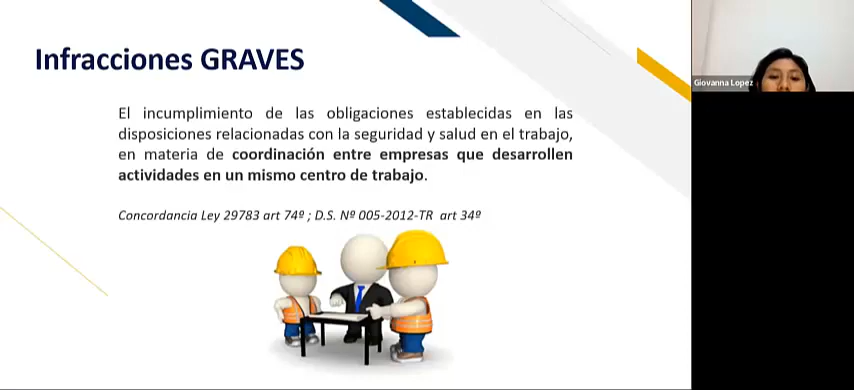 Infracciones GRAVES
El incumplimiento de las obligaciones establecidas en las
disposiciones relacionadas con la seguridad y salud en el trabajo,
en materia de coordinación entre empresas que desarrollen
actividades en un mismo centro de trabajo.
Concordancia Ley 29783 art 74º ; D.S. Nº 005-2012-TR art 34º
Giovanna Lopez